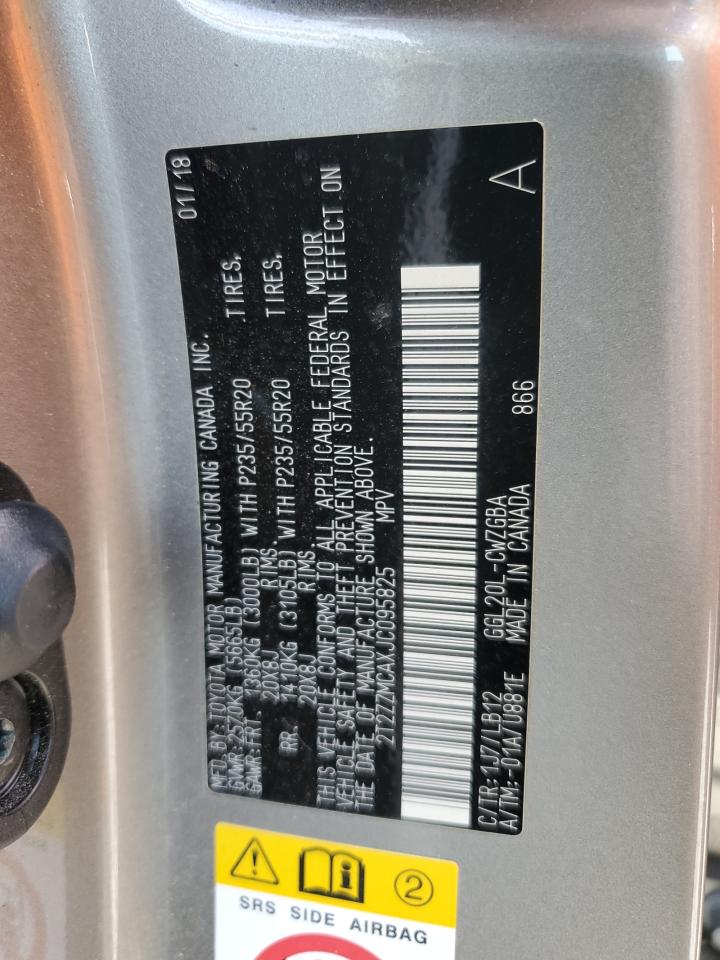 MFD. BY: TOYOTA MOTOR MANUFACTURING CANADA INC. 01/18
GVWR: 2570KG (5665LB)
GAWR: FRT. 1360KG (3000LB) WITH P235/55R20 TIRES,
20X8J RIMS,
RR. 1410KG (3105LB) WITH P235/55R20 TIRES,
20X8J RIMS.
THIS VEHICLE CONFORMS TO ALL APPLICABLE FEDERAL MOTOR
VEHICLE SAFETY AND THEFT PREVENTION STANDARDS IN EFFECT ON
THE DATE OF MANUFACTURE SHOWN ABOVE.
2T2ZZMCAXJC095825 MPV
C/TR: 1J7/LB12 GGL20L-CWZGBA 866 A
A/TM:-01A/U881E MADE IN CANADA
2
SRS SIDE AIRBAG